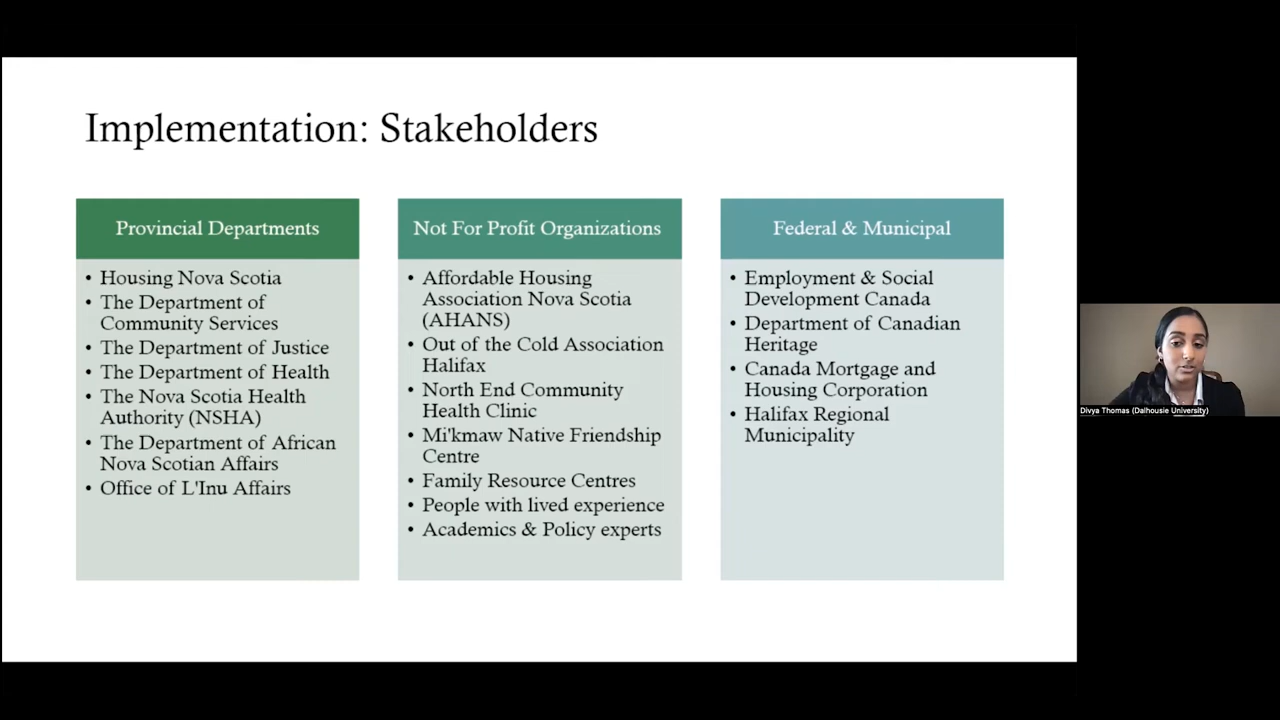 Implementation: Stakeholders
Provincial Departments
• Housing Nova Scotia
• The Department of
Community Services
• The Department of Justice
• The Department of Health
• The Nova Scotia Health
Authority (NSHA)
• The Department of African
Nova Scotian Affairs
• Office of L'Inu Affairs
Not For Profit Organizations
• Affordable Housing
Association Nova Scotia
(AHANS)
• Out of the Cold Association
Halifax
• North End Community
Health Clinic
• Mi'kmaw Native Friendship
Centre
• Family Resource Centres
• People with lived experience
• Academics & Policy experts
Federal & Municipal
• Employment & Social
Development Canada
• Department of Canadian
Heritage
• Canada Mortgage and
Housing Corporation
• Halifax Regional
Municipality
Divya Thomas (Dalhousie University)